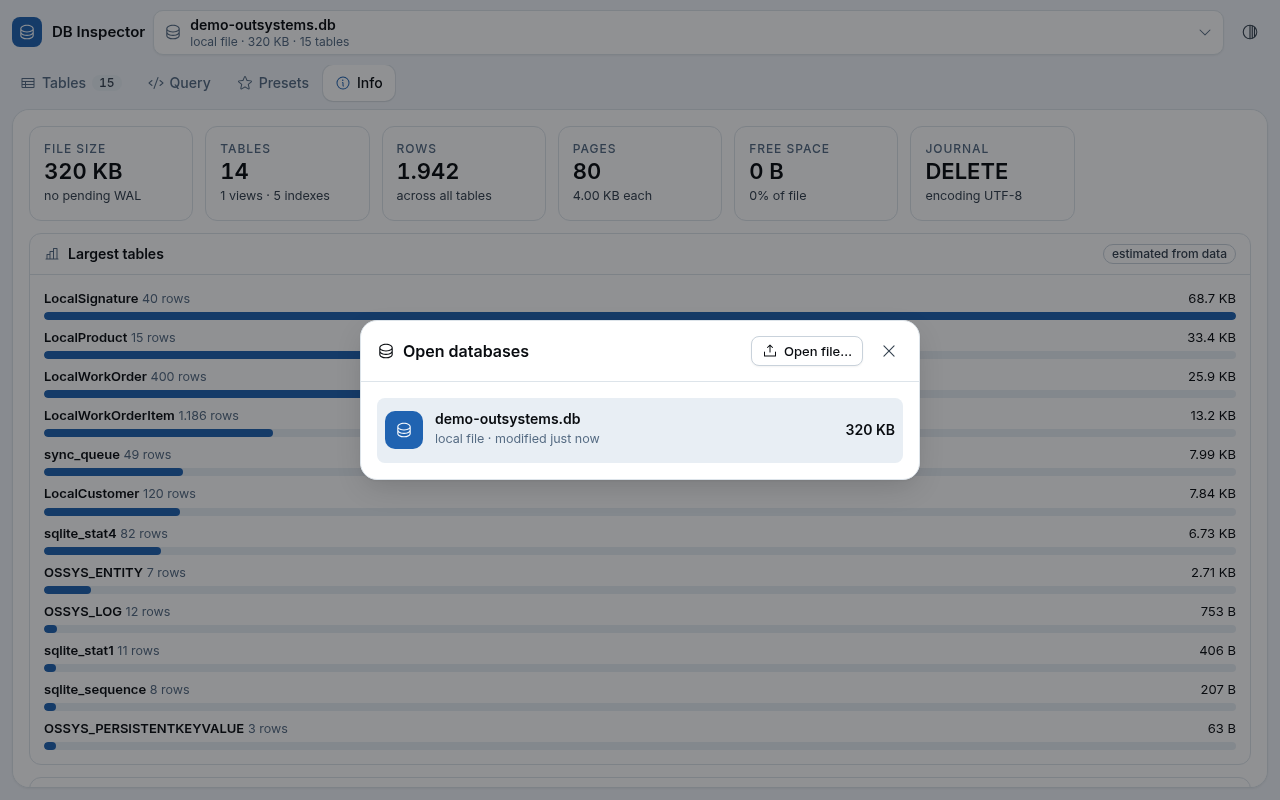 DB Inspector
demo-outsystems.db
local file · 320 KB · 15 tables
Tables 15
Query
Presets
Info
FILE SIZE
320 KB
no pending WAL
TABLES
14
1 views · 5 indexes
ROWS
1.942
across all tables
PAGES
80
4.00 KB each
FREE SPACE
0 B
0% of file
JOURNAL
DELETE
encoding UTF-8
Largest tables
estimated from data
LocalSignature 40 rows 68.7 KB
LocalProduct 15 rows 33.4 KB
LocalWorkOrder 400 rows 25.9 KB
LocalWorkOrderItem 1.186 rows 13.2 KB
sync_queue 49 rows 7.99 KB
LocalCustomer 120 rows 7.84 KB
sqlite_stat4 82 rows 6.73 KB
OSSYS_ENTITY 7 rows 2.71 KB
OSSYS_LOG 12 rows 753 B
sqlite_stat1 11 rows 406 B
sqlite_sequence 8 rows 207 B
OSSYS_PERSISTENTKEYVALUE 3 rows 63 B
Open databases
Open file...
demo-outsystems.db
local file · modified just now
320 KB